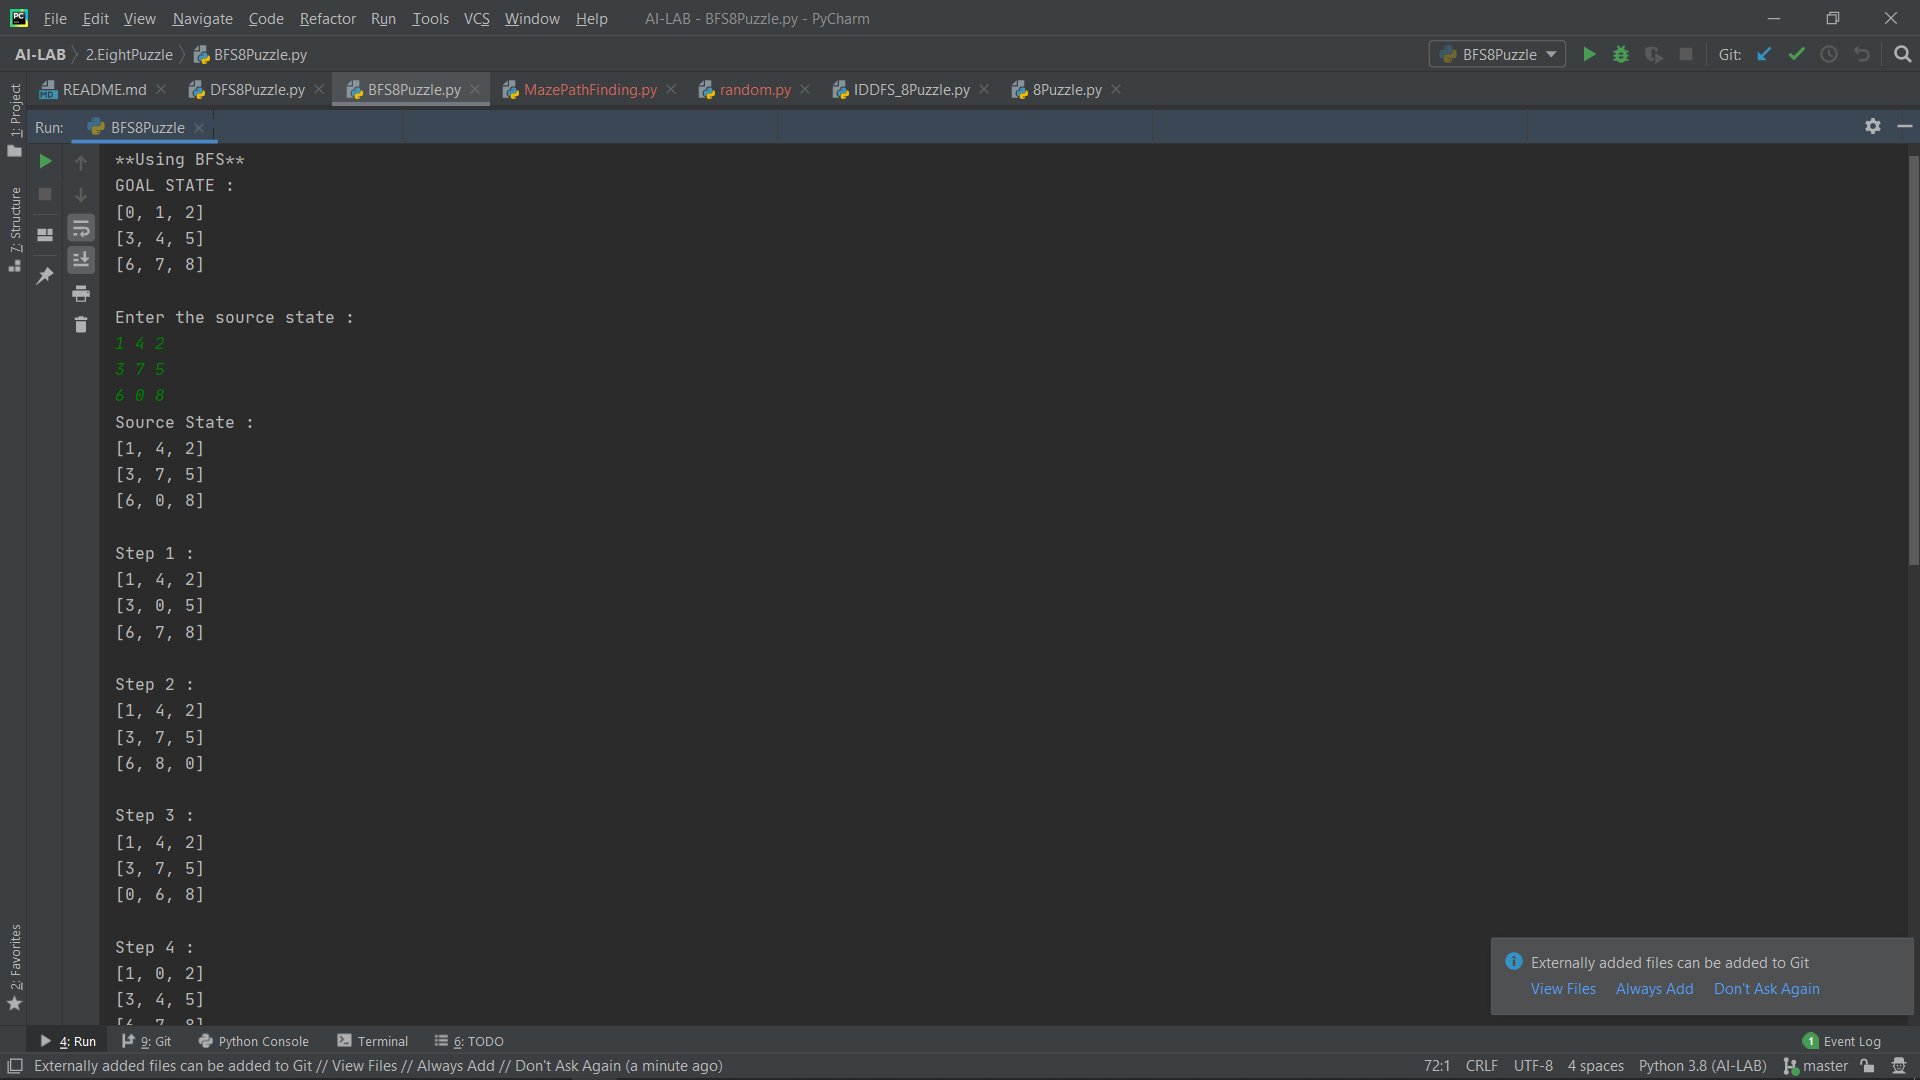 File Edit View Navigate Code Refactor Run Tools VCS Window Help AI-LAB - BFS8Puzzle.py - PyCharm
AI-LAB 2.EightPuzzle BFS8Puzzle.py BFS8Puzzle Git:
README.md DFS8Puzzle.py BFS8Puzzle.py MazePathFinding.py random.py IDDFS_8Puzzle.py 8Puzzle.py
Run: BFS8Puzzle
1: Project
7: Structure
2: Favorites
**Using BFS**
GOAL STATE :
[0, 1, 2]
[3, 4, 5]
[6, 7, 8]
Enter the source state :
1 4 2
3 7 5
6 0 8
Source State :
[1, 4, 2]
[3, 7, 5]
[6, 0, 8]
Step 1 :
[1, 4, 2]
[3, 0, 5]
[6, 7, 8]
Step 2 :
[1, 4, 2]
[3, 7, 5]
[6, 8, 0]
Step 3 :
[1, 4, 2]
[3, 7, 5]
[0, 6, 8]
Step 4 :
[1, 0, 2]
[3, 4, 5]
[6, 7, 8]
Externally added files can be added to Git
View Files Always Add Don't Ask Again
4: Run 9: Git Python Console Terminal 6: TODO 1 Event Log
Externally added files can be added to Git // View Files // Always Add // Don't Ask Again (a minute ago) 72:1 CRLF UTF-8 4 spaces Python 3.8 (AI-LAB) master